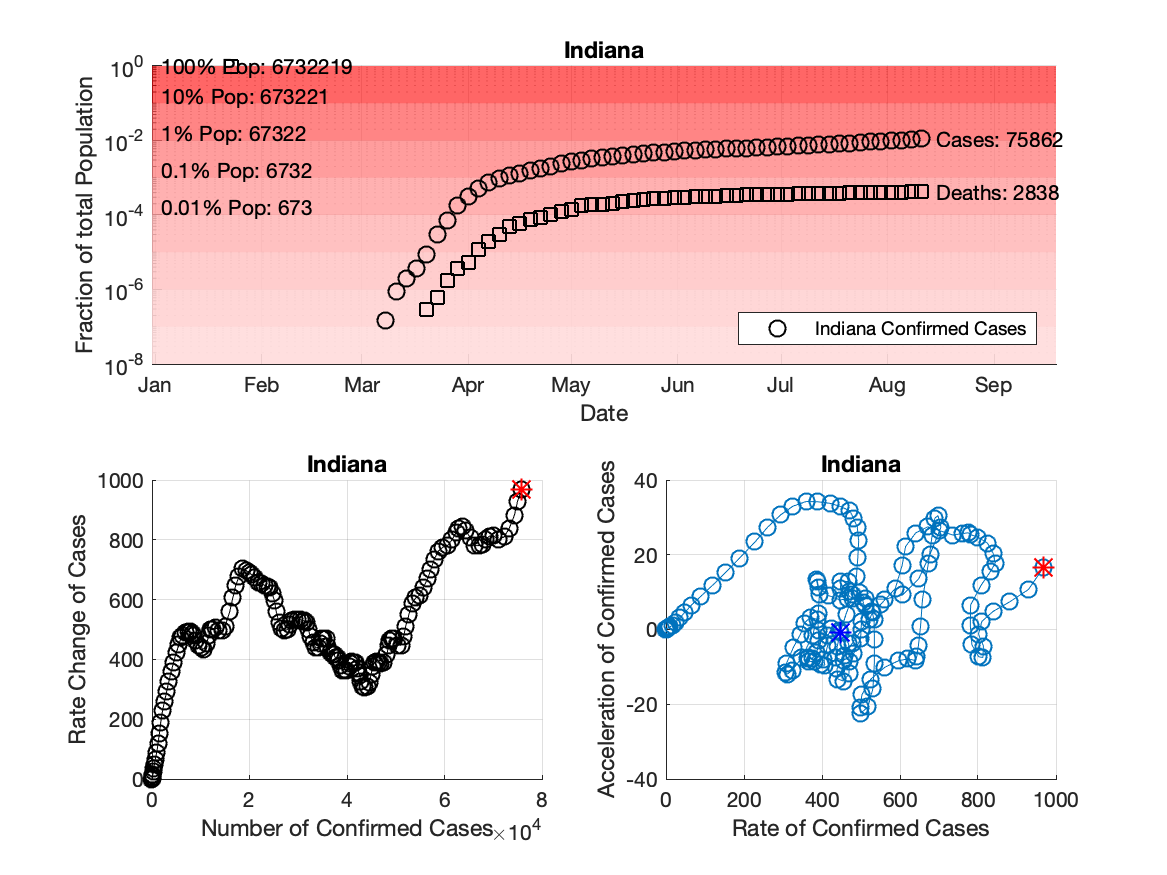 Indiana
10^0
10^-2
10^-4
10^-6
10^-8
Fraction of total Population
100% Pop: 6732219
10% Pop: 673221
1% Pop: 67322
0.1% Pop: 6732
0.01% Pop: 673
Cases: 75862
Deaths: 2838
Indiana Confirmed Cases
Jan Feb Mar Apr May Jun Jul Aug Sep
Date
Indiana
1000
800
600
400
200
0
Rate Change of Cases
0 2 4 6 8
Number of Confirmed Cases
×10^4
Indiana
40
20
0
-20
-40
Acceleration of Confirmed Cases
0 200 400 600 800 1000
Rate of Confirmed Cases